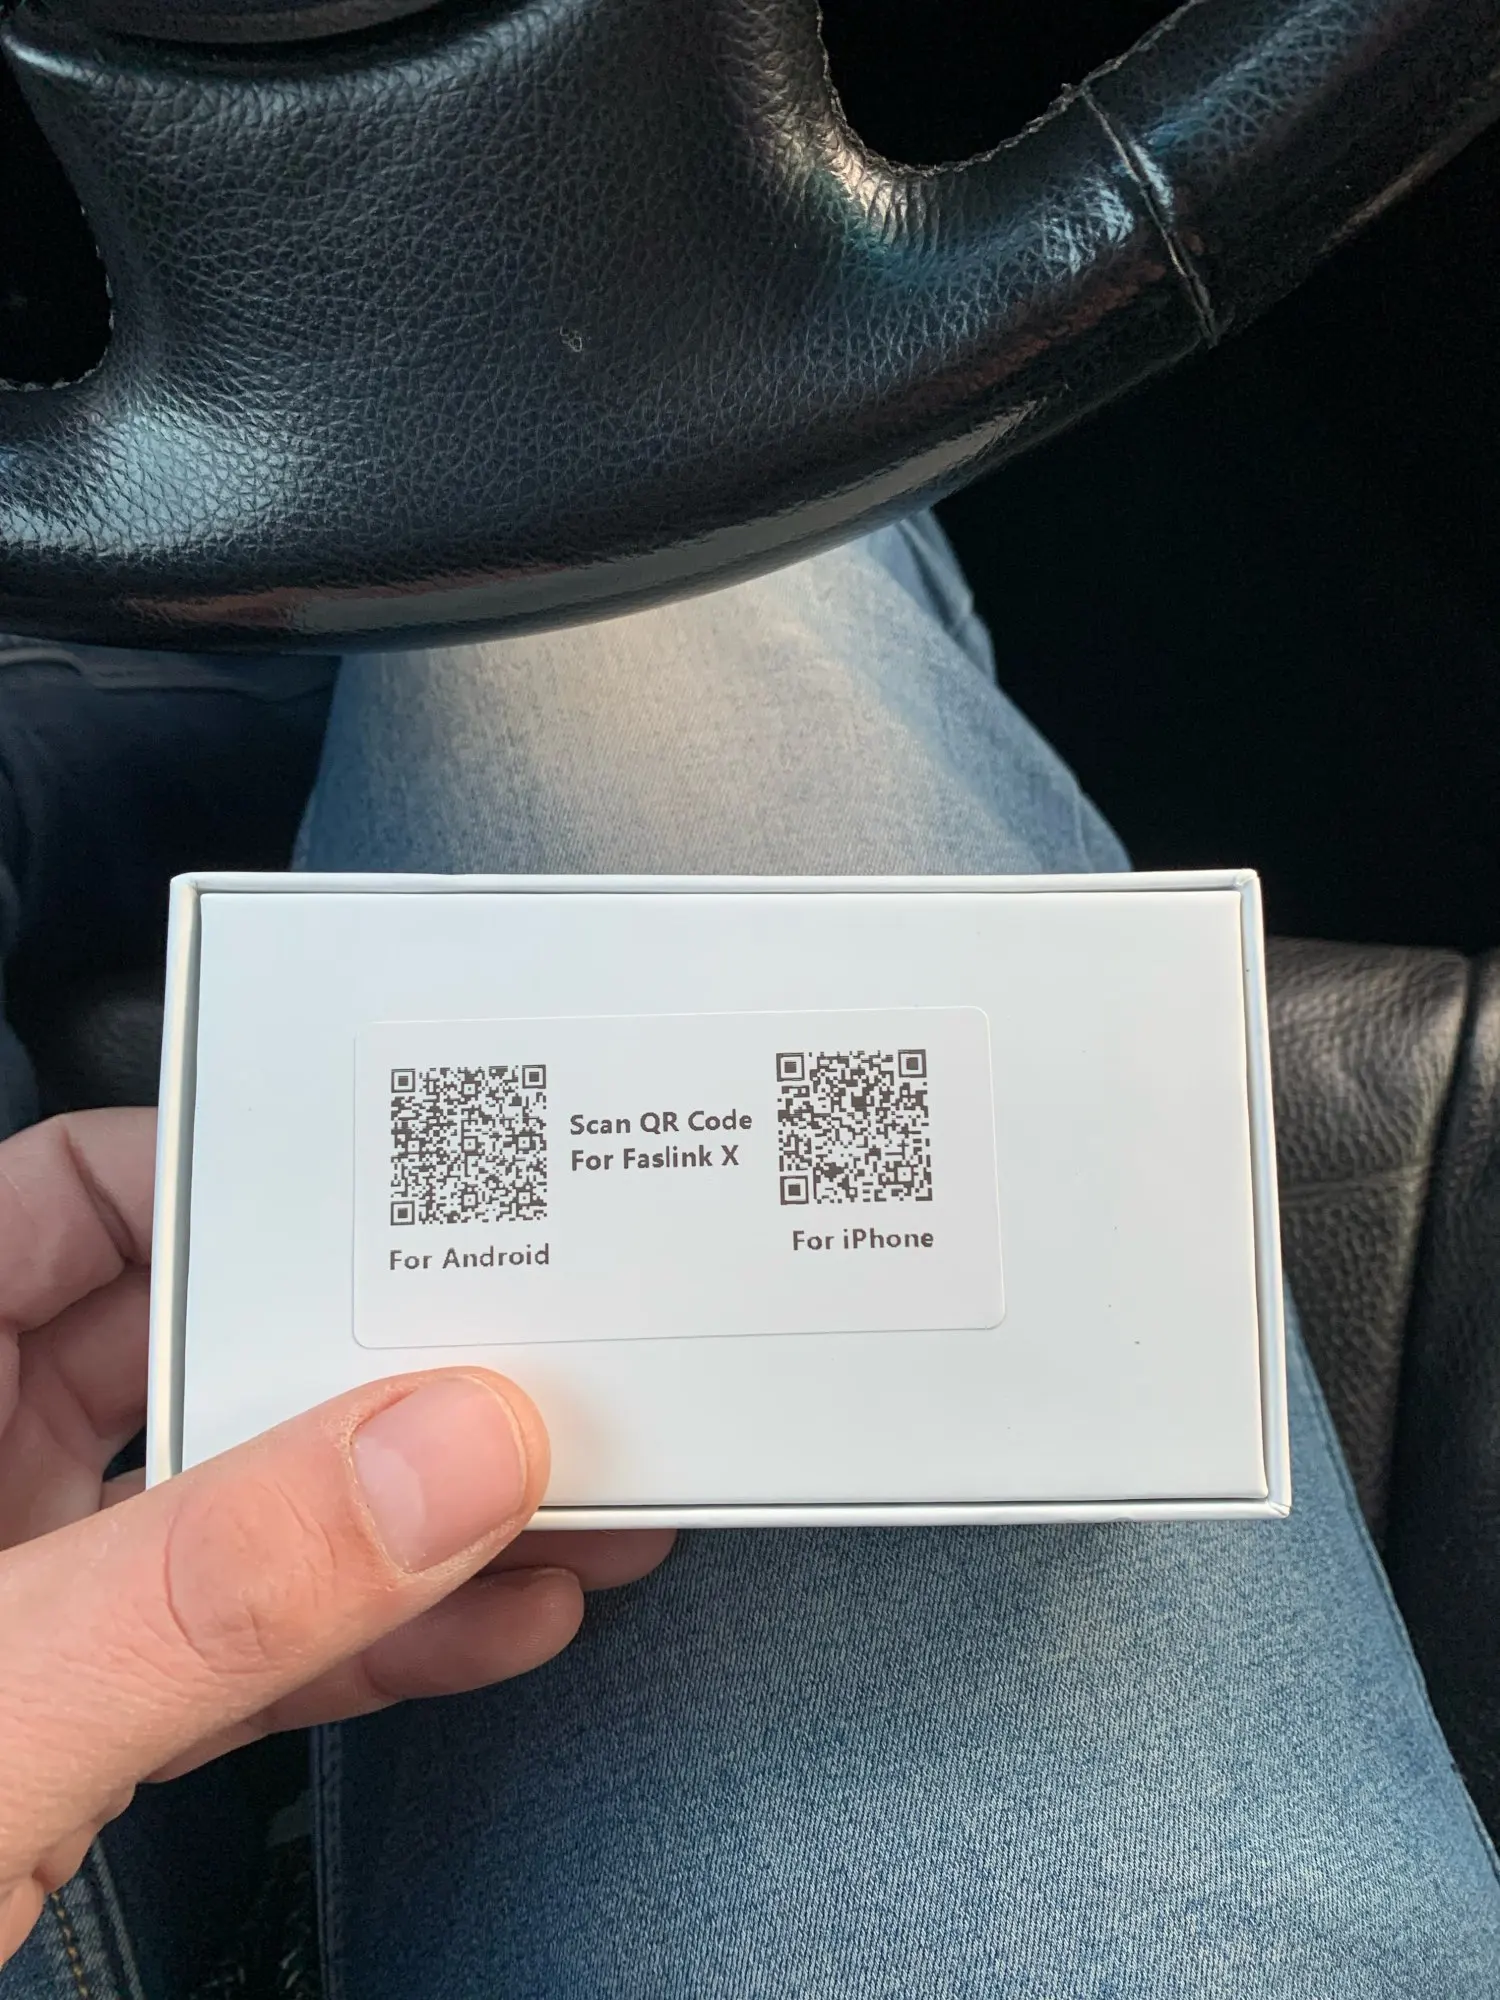 Scan QR Code
For Faslink X
For Android
For iPhone